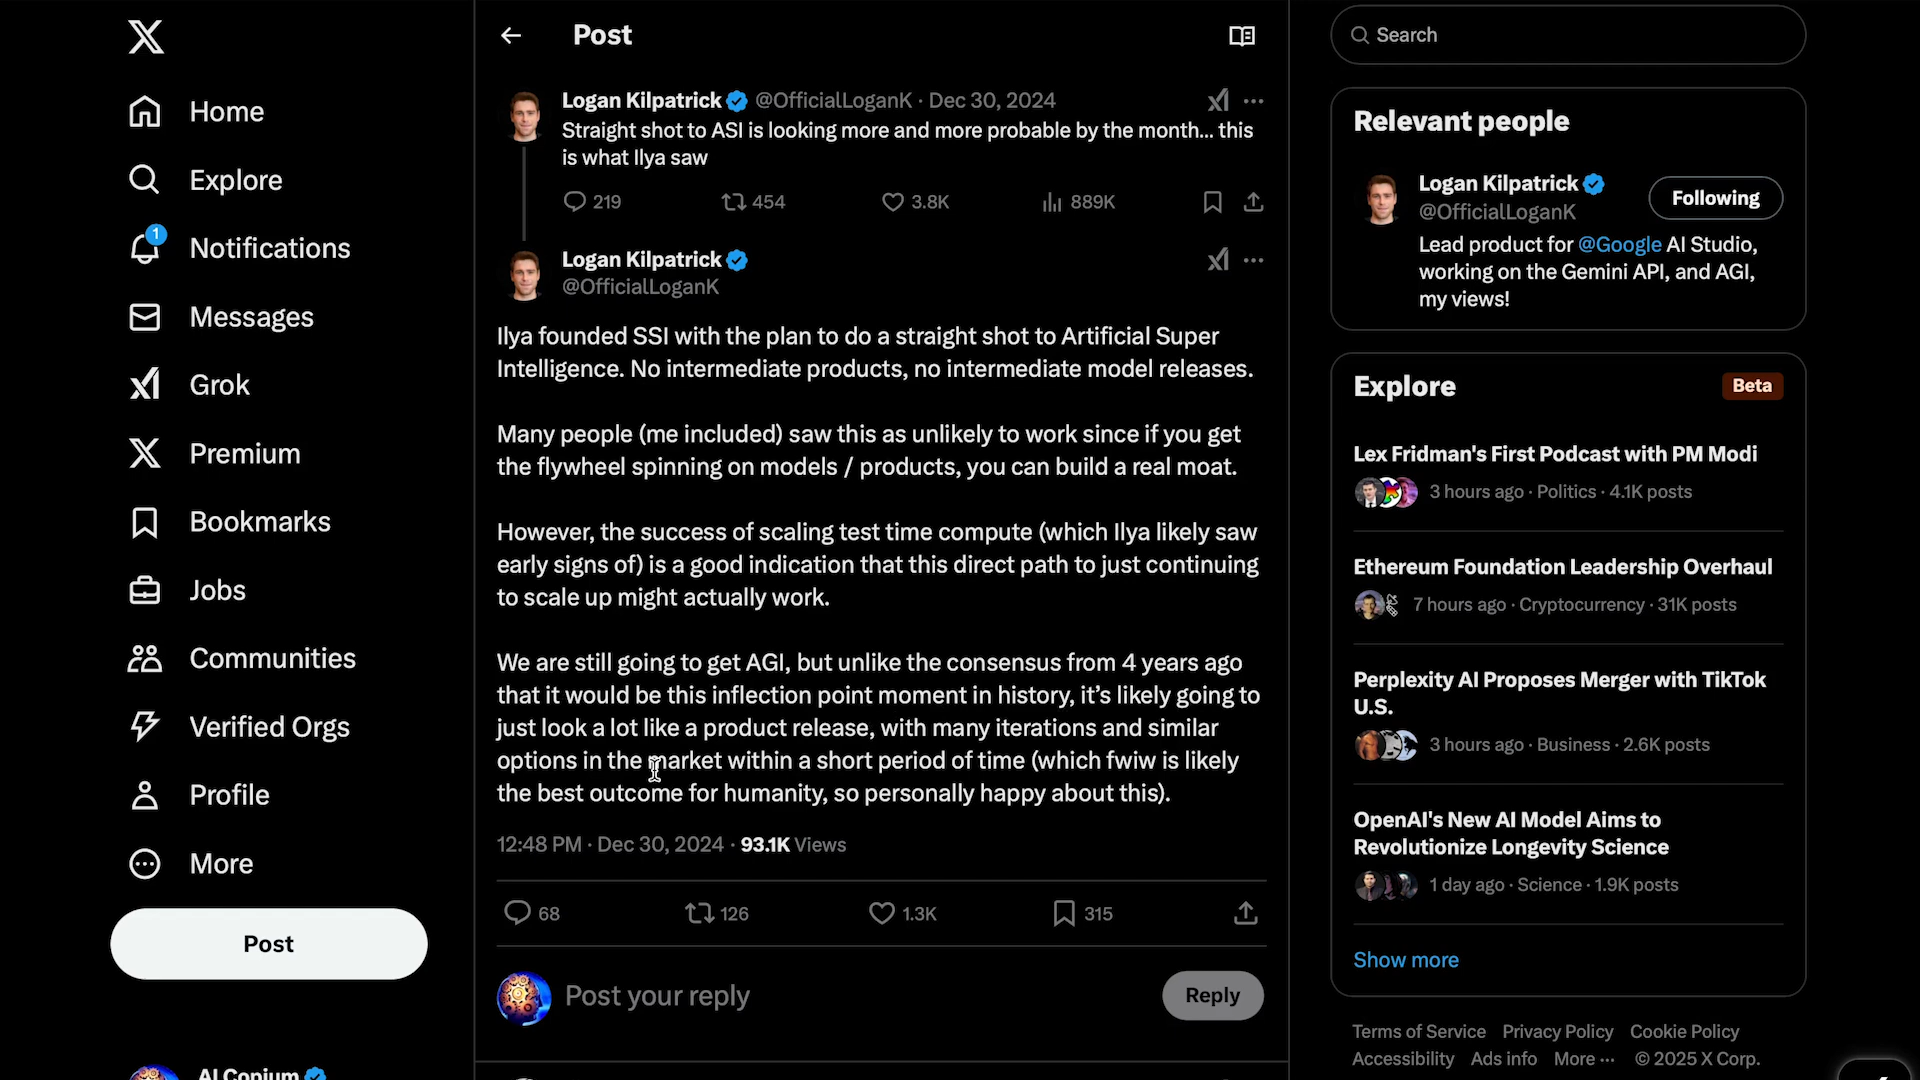 Home
Explore
1
Notifications
Messages
Grok
Premium
Bookmarks
Jobs
Communities
Verified Orgs
Profile
More
Post
AI Copium
Post
Logan Kilpatrick @OfficialLoganK · Dec 30, 2024
Straight shot to ASI is looking more and more probable by the month... this
is what Ilya saw
219 454 3.8K 889K
Logan Kilpatrick
@OfficialLoganK
Ilya founded SSI with the plan to do a straight shot to Artificial Super
Intelligence. No intermediate products, no intermediate model releases.
Many people (me included) saw this as unlikely to work since if you get
the flywheel spinning on models / products, you can build a real moat.
However, the success of scaling test time compute (which Ilya likely saw
early signs of) is a good indication that this direct path to just continuing
to scale up might actually work.
We are still going to get AGI, but unlike the consensus from 4 years ago
that it would be this inflection point moment in history, it's likely going to
just look a lot like a product release, with many iterations and similar
options in the market within a short period of time (which fwiw is likely
the best outcome for humanity, so personally happy about this).
12:48 PM · Dec 30, 2024 · 93.1K Views
68 126 1.3K 315
Post your reply
Reply
Search
Relevant people
Logan Kilpatrick
@OfficialLoganK
Following
Lead product for @Google AI Studio,
working on the Gemini API, and AGI,
my views!
Explore
Beta
Lex Fridman's First Podcast with PM Modi
3 hours ago · Politics · 4.1K posts
Ethereum Foundation Leadership Overhaul
7 hours ago · Cryptocurrency · 31K posts
Perplexity AI Proposes Merger with TikTok
U.S.
3 hours ago · Business · 2.6K posts
OpenAI's New AI Model Aims to
Revolutionize Longevity Science
1 day ago · Science · 1.9K posts
Show more
Terms of Service Privacy Policy Cookie Policy
Accessibility Ads info More ··· © 2025 X Corp.